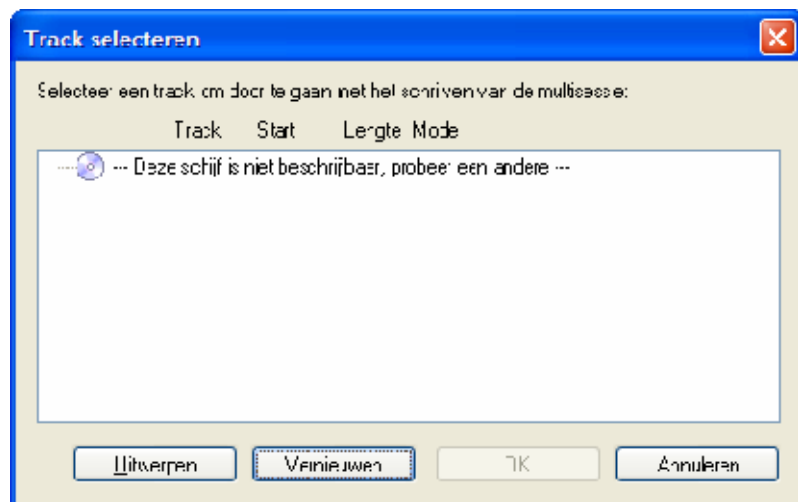 Track selecteren
Selecteer een track om door te gaan met het schrijven van de multisessie:
Track Start Lengte Mode
--- Deze schijf is niet beschrijfbaar, probeer een andere ---
Uitwerpen Vernieuwen OK Annuleren